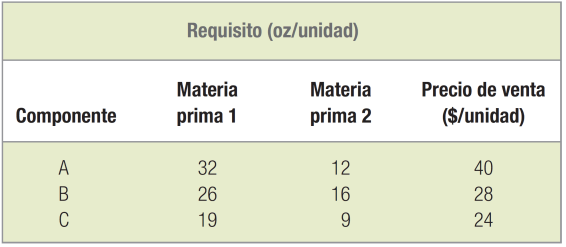 Requisito (oz/unidad)
Materia Materia Precio de venta
Componente prima 1 prima 2 ($/unidad)
A 32 12 40
B 26 16 28
C 19 9 24